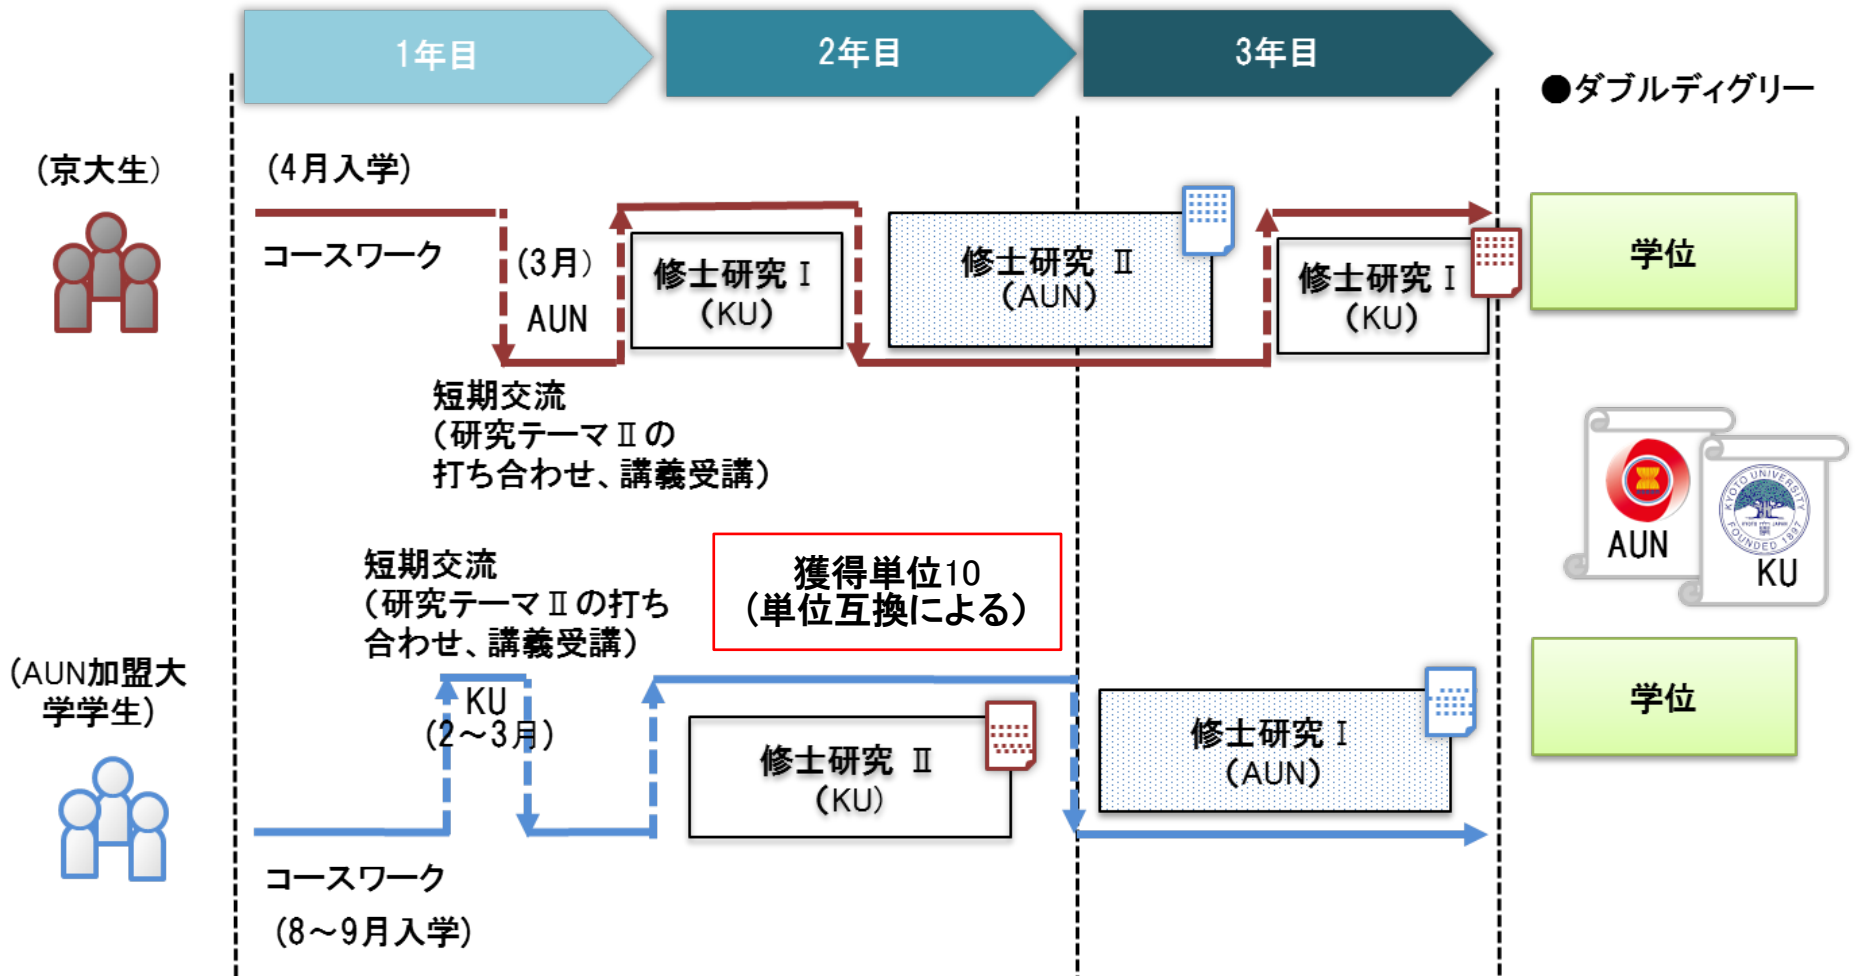 1年目
2年目
3年目
●ダブルディグリー
(京大生)
(4月入学)
コースワーク
(3月)
AUN
修士研究 Ⅰ
(KU)
修士研究 Ⅱ
(AUN)
修士研究 Ⅰ
(KU)
学位
短期交流
(研究テーマⅡの
打ち合わせ、講義受講)
AUN
KYOTO UNIVERSITY
KYOTO JAPAN
FOUNDED 1897
KU
短期交流
(研究テーマⅡの打ち
合わせ、講義受講)
獲得単位10
(単位互換による)
(AUN加盟大
学学生)
KU
(2～3月)
修士研究 Ⅱ
(KU)
修士研究 Ⅰ
(AUN)
学位
コースワーク
(8～9月入学)